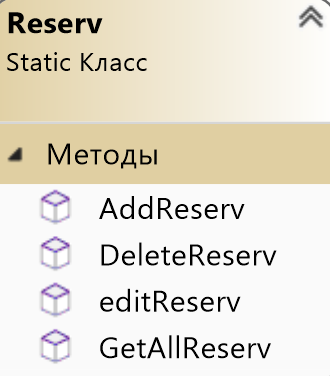 Reserv
Static Класс
Методы
AddReserv
DeleteReserv
editReserv
GetAllReserv